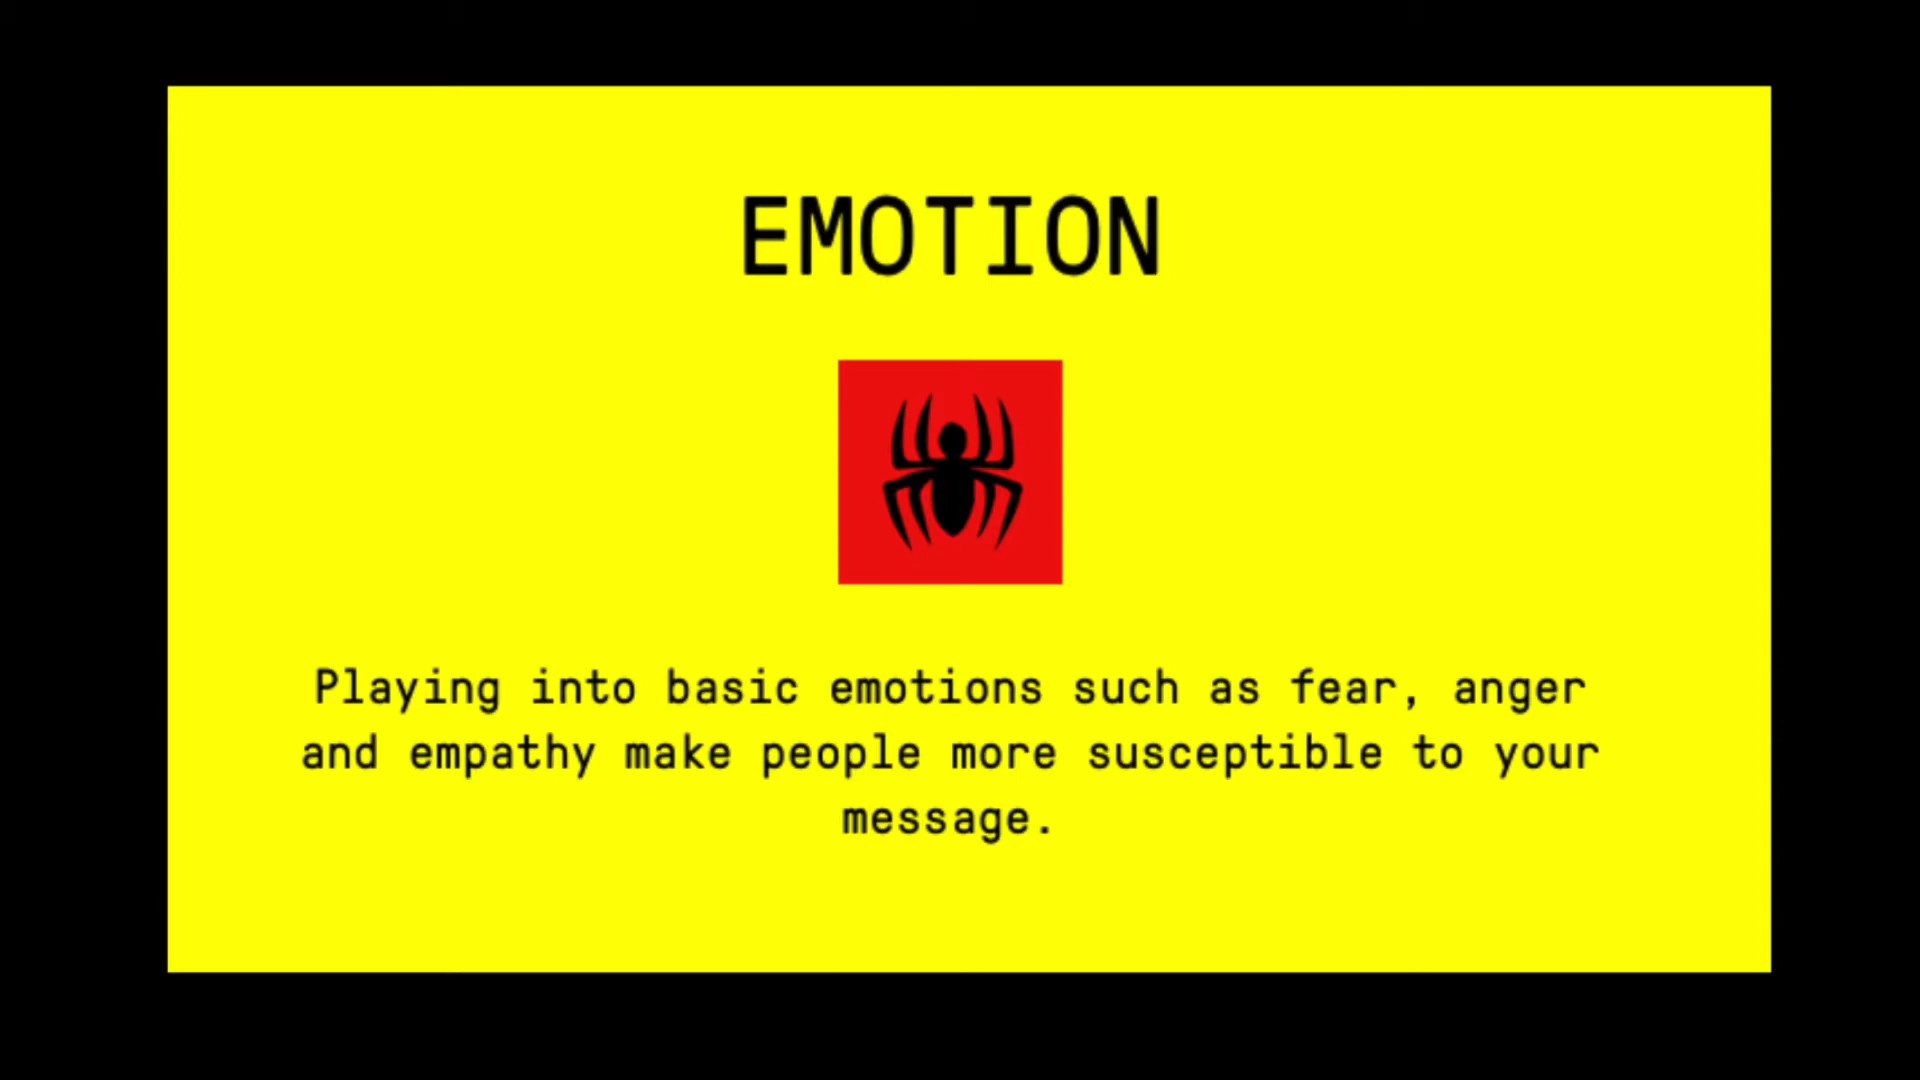 EMOTION
Playing into basic emotions such as fear, anger
and empathy make people more susceptible to your
message.